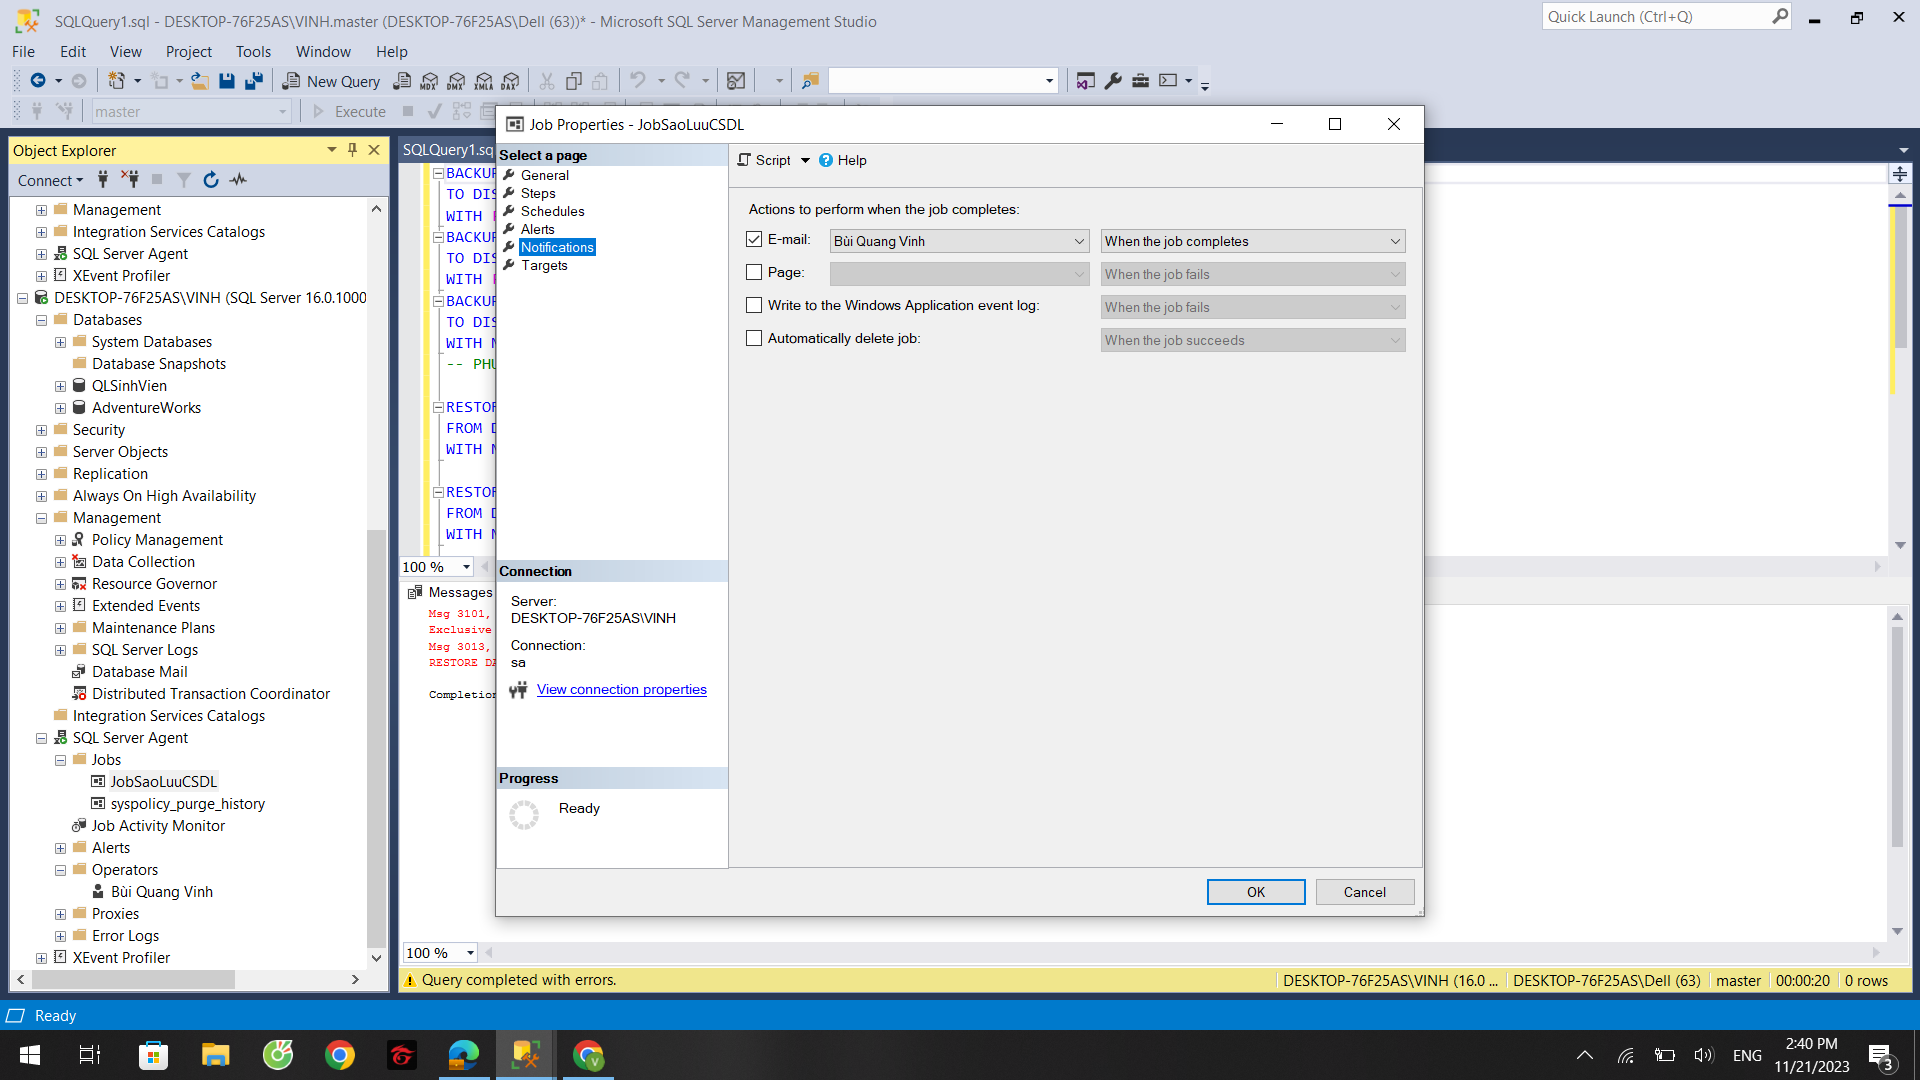 SQLQuery1.sql - DESKTOP-76F25AS\VINH.master (DESKTOP-76F25AS\Dell (63))* - Microsoft SQL Server Management Studio
Quick Launch (Ctrl+Q)
File Edit View Project Tools Window Help
New Query MDX DMX XMLA DAX
master Execute
Object Explorer
Connect
Management
Integration Services Catalogs
SQL Server Agent
XEvent Profiler
DESKTOP-76F25AS\VINH (SQL Server 16.0.1000
Databases
System Databases
Database Snapshots
QLSinhVien
AdventureWorks
Security
Server Objects
Replication
Always On High Availability
Management
Policy Management
Data Collection
Resource Governor
Extended Events
Maintenance Plans
SQL Server Logs
Database Mail
Distributed Transaction Coordinator
Integration Services Catalogs
SQL Server Agent
Jobs
JobSaoLuuCSDL
syspolicy_purge_history
Job Activity Monitor
Alerts
Operators
Bùi Quang Vinh
Proxies
Error Logs
XEvent Profiler
SQLQuery1.sq
BACKUP
TO DIS
WITH
BACKUP
TO DIS
WITH
BACKUP
TO DIS
WITH
-- PHU
RESTOR
FROM D
WITH N
RESTOR
FROM D
WITH N
100 %
Messages
Msg 3101,
Exclusive
Msg 3013,
RESTORE DA
Completion
100 %
Job Properties - JobSaoLuuCSDL
Select a page
General
Steps
Schedules
Alerts
Notifications
Targets
Connection
Server:
DESKTOP-76F25AS\VINH
Connection:
sa
View connection properties
Progress
Ready
Script Help
Actions to perform when the job completes:
E-mail: Bùi Quang Vinh When the job completes
Page: When the job fails
Write to the Windows Application event log: When the job fails
Automatically delete job: When the job succeeds
OK Cancel
Query completed with errors. DESKTOP-76F25AS\VINH (16.0 ... DESKTOP-76F25AS\Dell (63) master 00:00:20 0 rows
Ready
ENG 2:40 PM
11/21/2023
3